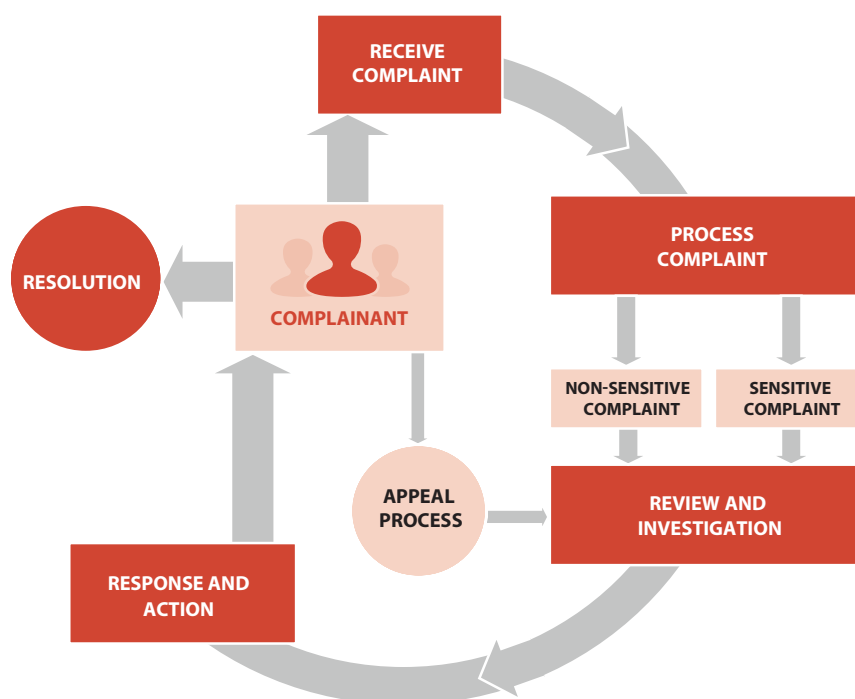 RECEIVE
COMPLAINT
PROCESS
COMPLAINT
RESOLUTION
COMPLAINANT
NON-SENSITIVE
COMPLAINT
SENSITIVE
COMPLAINT
APPEAL
PROCESS
REVIEW AND
INVESTIGATION
RESPONSE AND
ACTION